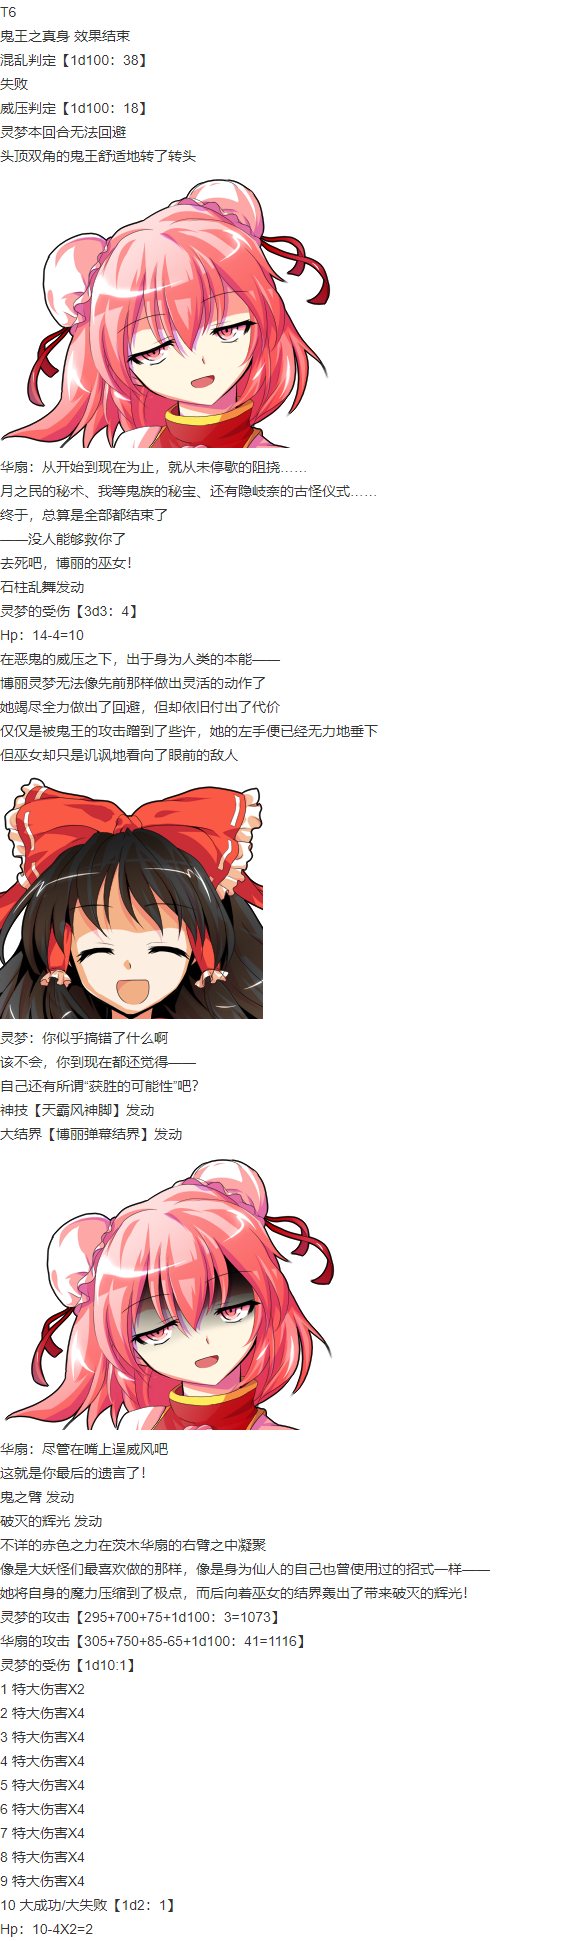 T6
鬼王之真身 效果结束
混乱判定【1d100：38】
失败
威压判定【1d100：18】
灵梦本回合无法回避
头顶双角的鬼王舒适地转了转头
华扇：从开始到现在为止，就从未停歇的阻挠……
月之民的秘术、我等鬼族的秘宝、还有隐岐奈的古怪仪式……
终于，总算是全部都结束了
——没人能够救你了
去死吧，博丽的巫女！
石柱乱舞发动
灵梦的受伤【3d3：4】
Hp：14-4=10
在恶鬼的威压之下，出于身为人类的本能——
博丽灵梦无法像先前那样做出灵活的动作了
她竭尽全力做出了回避，但却依旧付出了代价
仅仅是被鬼王的攻击蹭到了些许，她的左手便已经无力地垂下
但巫女却只是讥讽地看向了眼前的敌人
灵梦：你似乎搞错了什么啊
该不会，你到现在都还觉得——
自己还有所谓“获胜的可能性”吧？
神技【天霸风神脚】发动
大结界【博丽弹幕结界】发动
华扇：尽管在嘴上逞威风吧
这就是你最后的遗言了！
鬼之臂 发动
破灭的辉光 发动
不详的赤色之力在茨木华扇的右臂之中凝聚
像是大妖怪们最喜欢做的那样，像是身为仙人的自己也曾使用过的招式一样——
她将自身的魔力压缩到了极点，而后向着巫女的结界轰出了带来破灭的辉光！
灵梦的攻击【295+700+75+1d100：3=1073】
华扇的攻击【305+750+85-65+1d100：41=1116】
灵梦的受伤【1d10:1】
1 特大伤害X2
2 特大伤害X4
3 特大伤害X4
4 特大伤害X4
5 特大伤害X4
6 特大伤害X4
7 特大伤害X4
8 特大伤害X4
9 特大伤害X4
10 大成功/大失败【1d2：1】
Hp：10-4X2=2